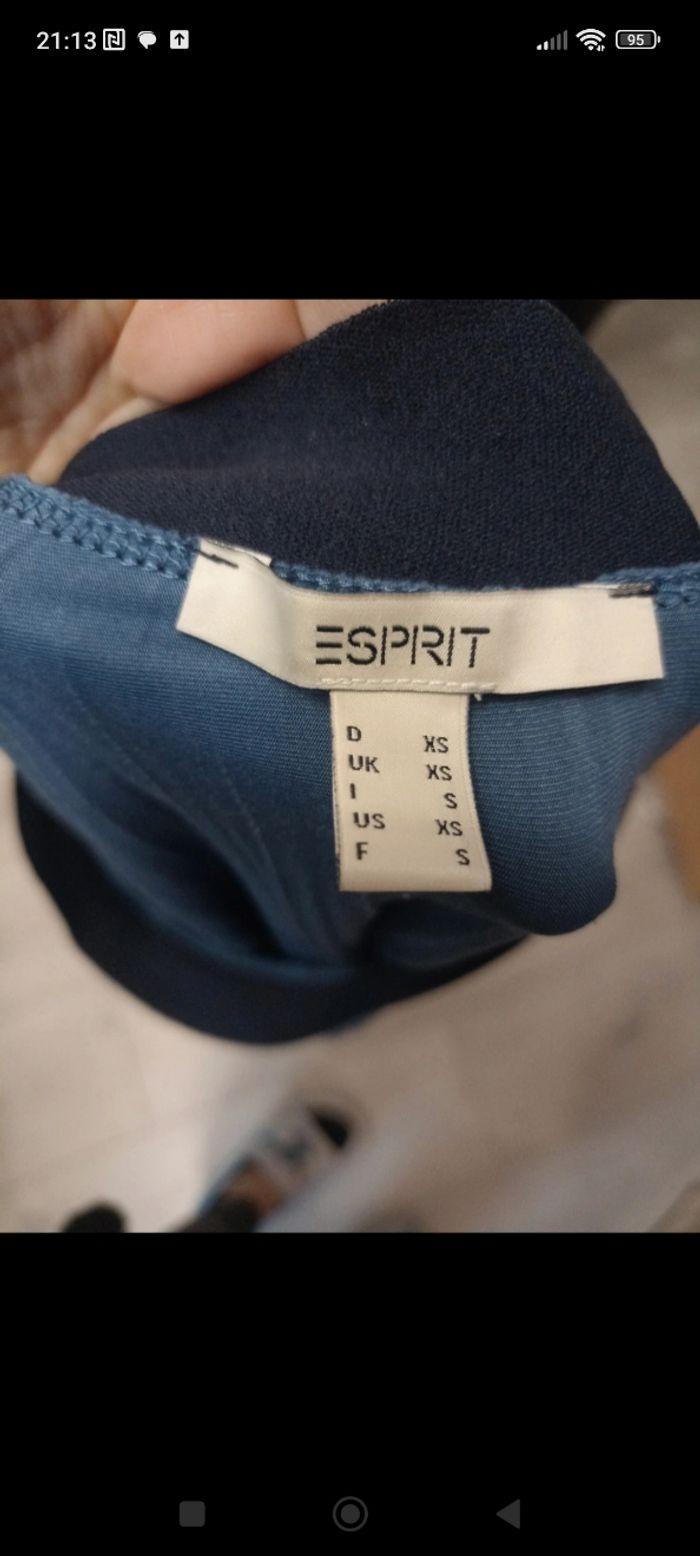 21:13
95
ESPRIT
D XS
UK XS
I S
US XS
F S